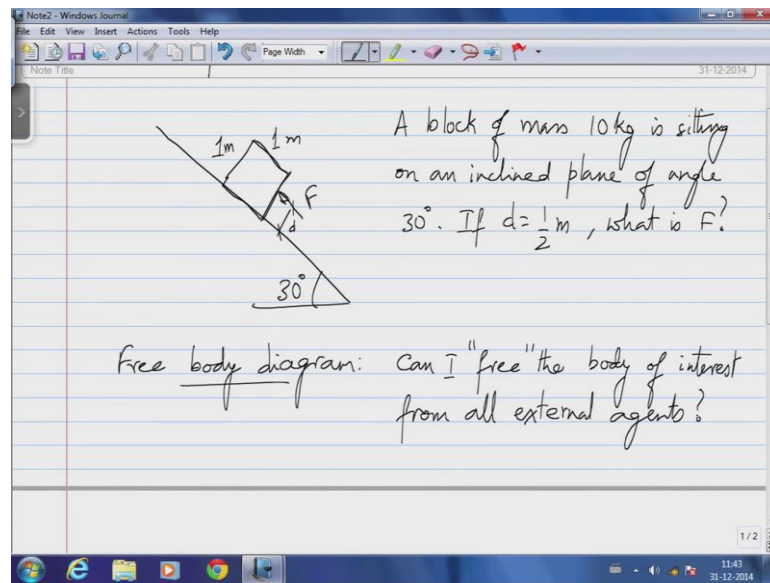 Note2 - Windows Journal
File Edit View Insert Actions Tools Help
Page Width
Note Title
31-12-2014
1m
1m
F
d
30°
A block of mass 10kg is sitting
on an inclined plane of angle
30°. If d= 1/2 m, what is F?
Free body diagram: Can I "free" the body of interest
from all external agents?
1/2
11:43
31-12-2014